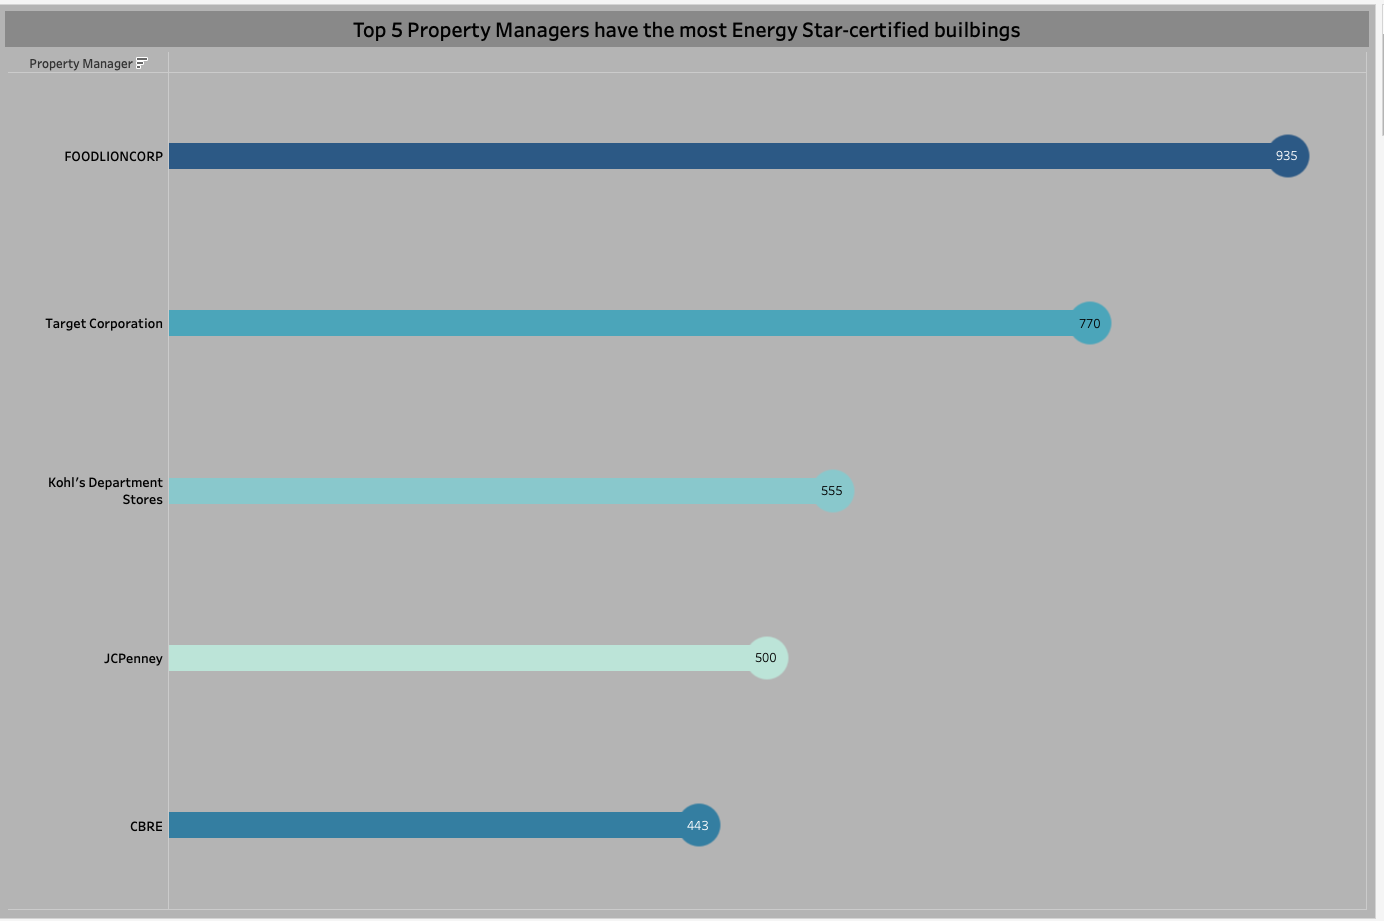 Top 5 Property Managers have the most Energy Star-certified builbings
Property Manager
FOODLIONCORP
935
Target Corporation
770
Kohl's Department
Stores
555
JCPenney
500
CBRE
443